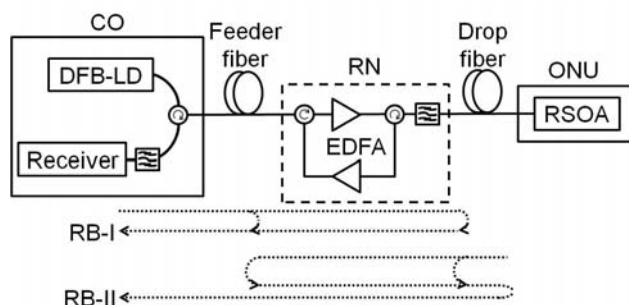 CO
Feeder
fiber
Drop
fiber
RN
ONU
DFB-LD
RSOA
EDFA
Receiver
RB-I
RB-II